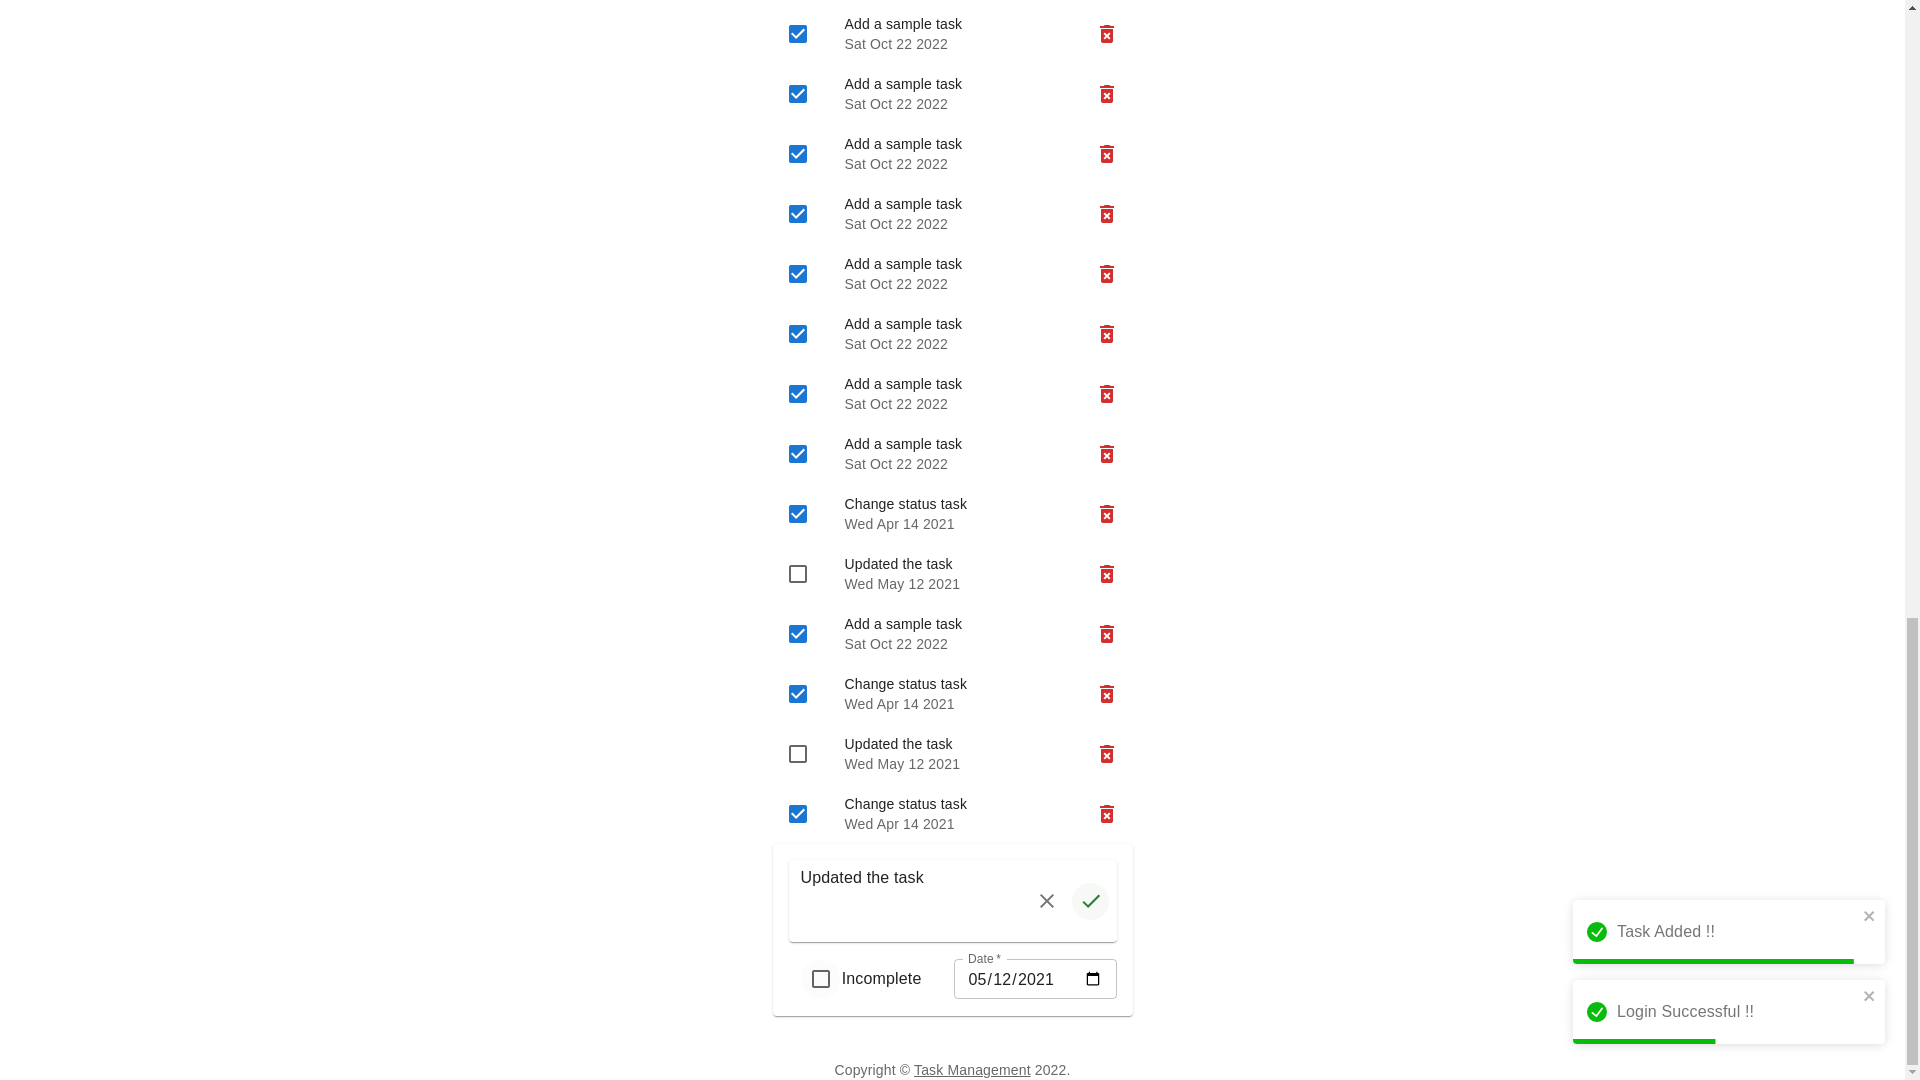 Add a sample task
Sat Oct 22 2022
Add a sample task
Sat Oct 22 2022
Add a sample task
Sat Oct 22 2022
Add a sample task
Sat Oct 22 2022
Add a sample task
Sat Oct 22 2022
Add a sample task
Sat Oct 22 2022
Add a sample task
Sat Oct 22 2022
Add a sample task
Sat Oct 22 2022
Change status task
Wed Apr 14 2021
Updated the task
Wed May 12 2021
Add a sample task
Sat Oct 22 2022
Change status task
Wed Apr 14 2021
Updated the task
Wed May 12 2021
Change status task
Wed Apr 14 2021
Updated the task
Date *
Incomplete
05/12/2021
Task Added !!
Login Successful !!
Copyright © Task Management 2022.